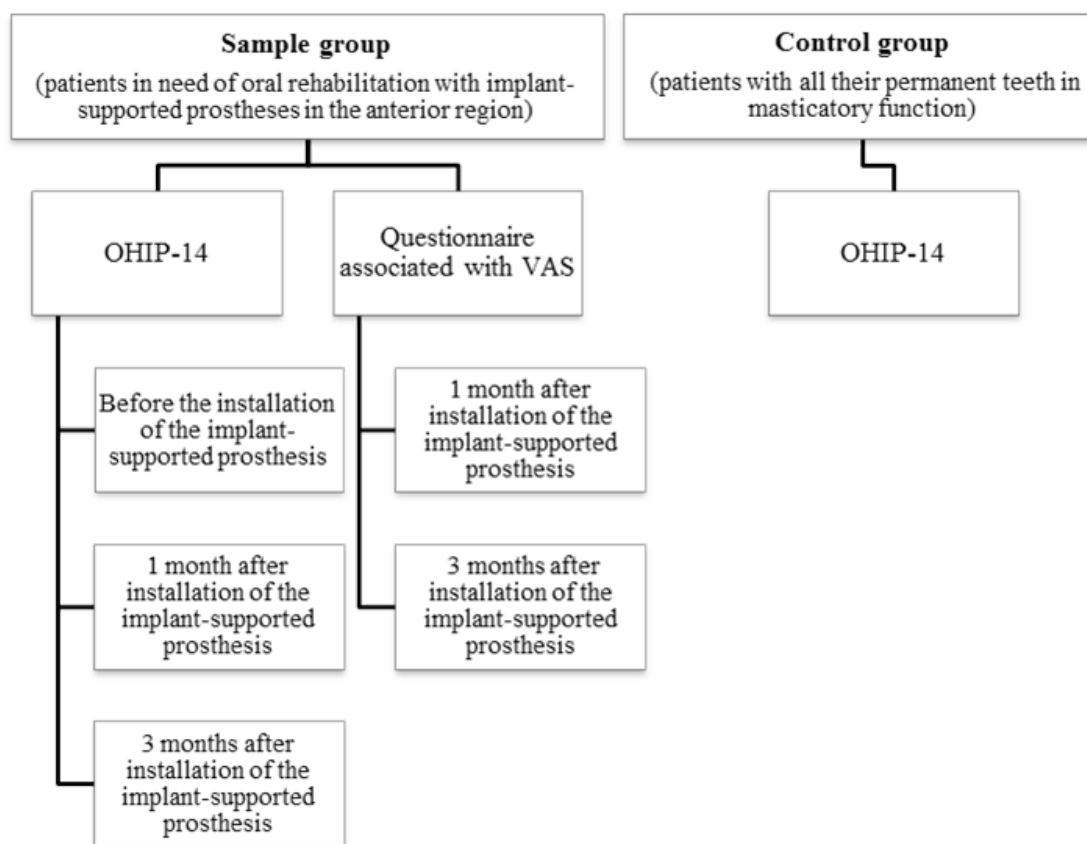 Sample group
(patients in need of oral rehabilitation with implant-
supported prostheses in the anterior region)
Control group
(patients with all their permanent teeth in
masticatory function)
OHIP-14
Questionnaire
associated with VAS
OHIP-14
Before the installation
of the implant-
supported prosthesis
1 month after
installation of the
implant-supported
prosthesis
3 months after
installation of the
implant-supported
prosthesis
1 month after
installation of the
implant-supported
prosthesis
3 months after
installation of the
implant-supported
prosthesis